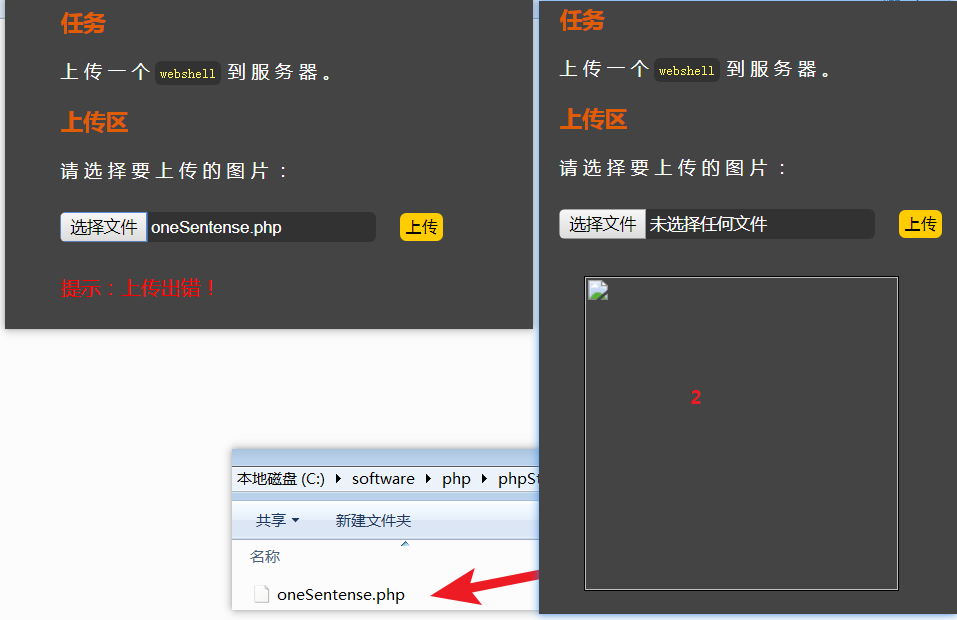 任务
上传一个 webshell 到服务器。
上传区
请选择要上传的图片：
选择文件 oneSentense.php 上传
提示：上传出错！
本地磁盘 (C:) software php phpSt
共享 新建文件夹
名称
oneSentense.php
任务
上传一个 webshell 到服务器。
上传区
请选择要上传的图片：
选择文件 未选择任何文件 上传
2